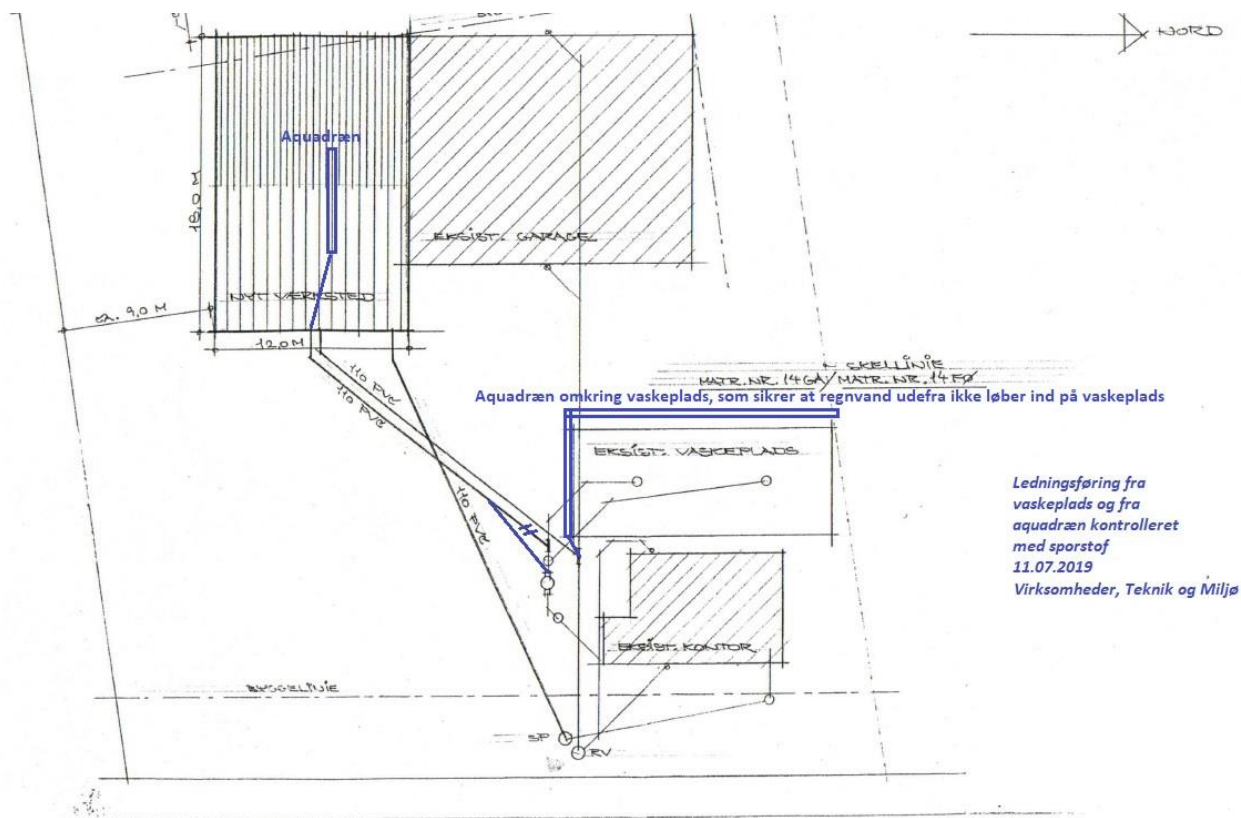 NORD
Aquadræn
18,0 M
EKSIST. GARAGE
NYT VÆRKSTED
ca. 9,0 M
12,0 M
110 PVC
110 PVC
SKELLINIE
MATR. NR. 14GA/MATR. NR. 14FØ
Aquadræn omkring vaskeplads, som sikrer at regnvand udefra ikke løber ind på vaskeplads
EKSIST. VASKEPLADS
110 PVC
H
Ledningsføring fra
vaskeplads og fra
aquadræn kontrolleret
med sporstof
11.07.2019
Virksomheder, Teknik og Miljø
EKSIST. KONTOR
BYGGELINIE
SP
RV